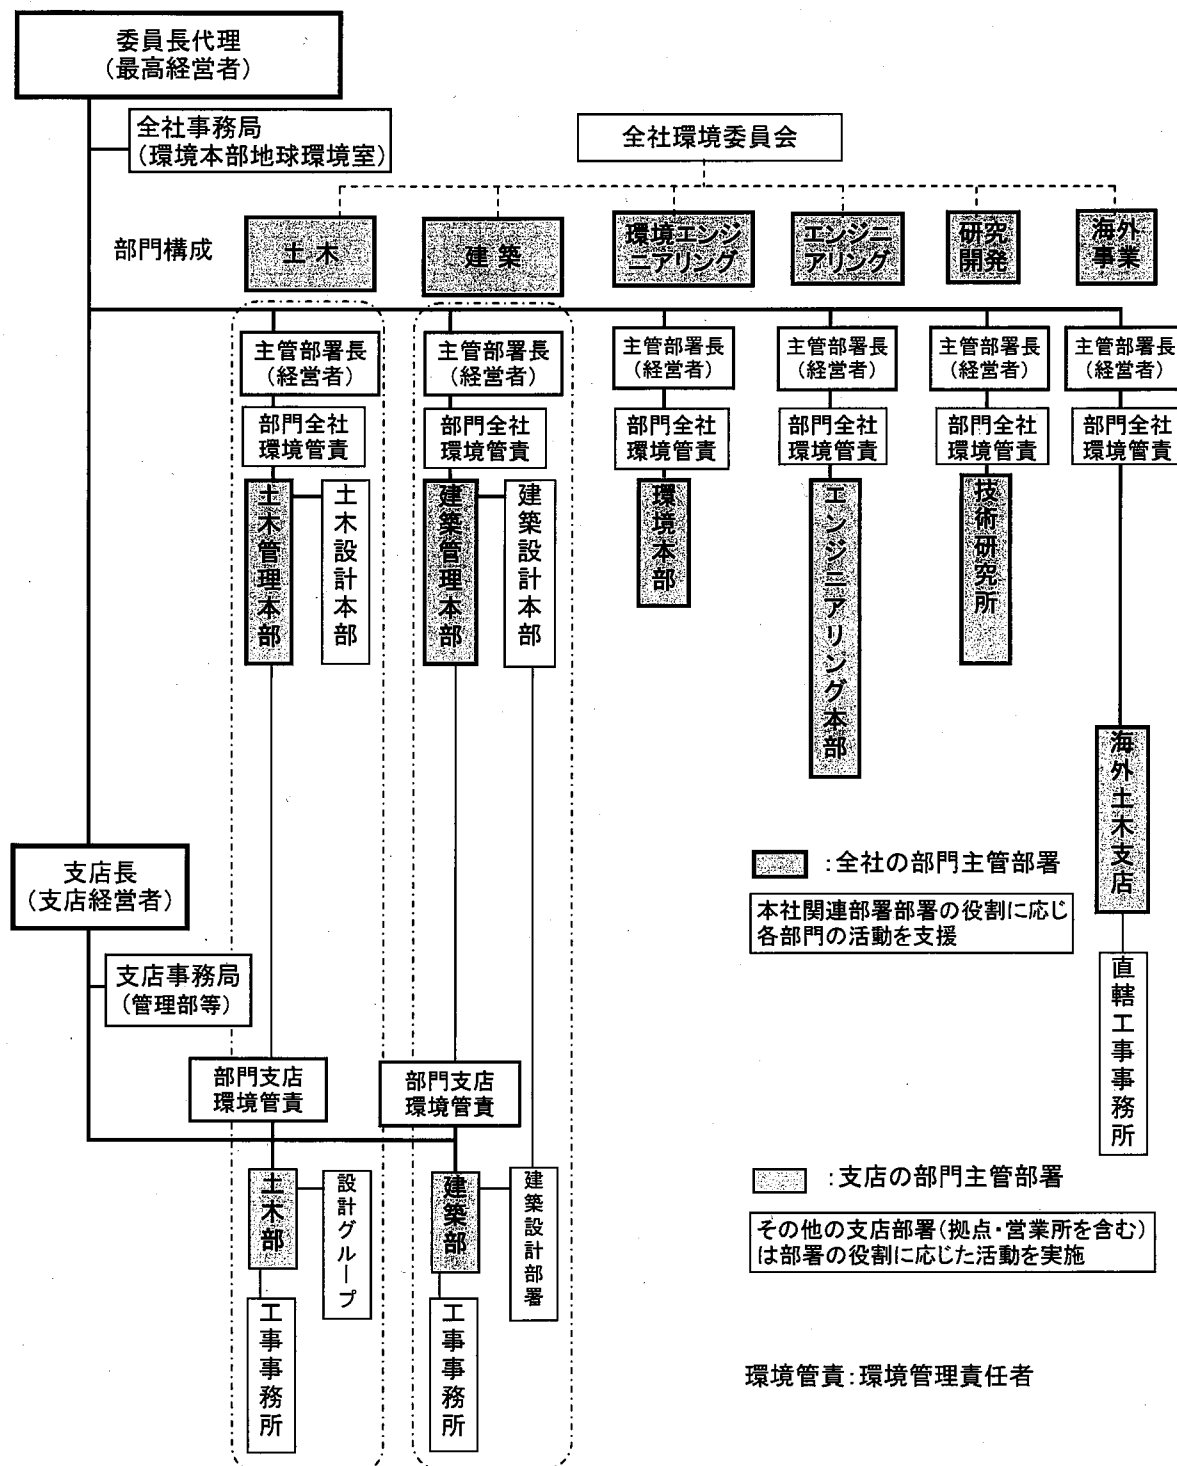 委員長代理
(最高経営者)
全社事務局
(環境本部地球環境室)
全社環境委員会
部門構成
土木
建築
環境エンジ
ニアリング
エンジニ
アリング
研究
開発
海外
事業
主管部署長
(経営者)
主管部署長
(経営者)
主管部署長
(経営者)
主管部署長
(経営者)
主管部署長
(経営者)
主管部署長
(経営者)
部門全社
環境管責
部門全社
環境管責
部門全社
環境管責
部門全社
環境管責
部門全社
環境管責
部門全社
環境管責
土木管理本部
土木設計本部
建築管理本部
建築設計本部
環境本部
エンジニアリング本部
技術研究所
海外土木支店
直轄工事事務所
支店長
(支店経営者)
支店事務局
(管理部等)
:全社の部門主管部署
本社関連部署部署の役割に応じ
各部門の活動を支援
部門支店
環境管責
部門支店
環境管責
土木部
設計グループ
建築部
建築設計部署
工事事務所
工事事務所
:支店の部門主管部署
その他の支店部署(拠点・営業所を含む)
は部署の役割に応じた活動を実施
環境管責:環境管理責任者